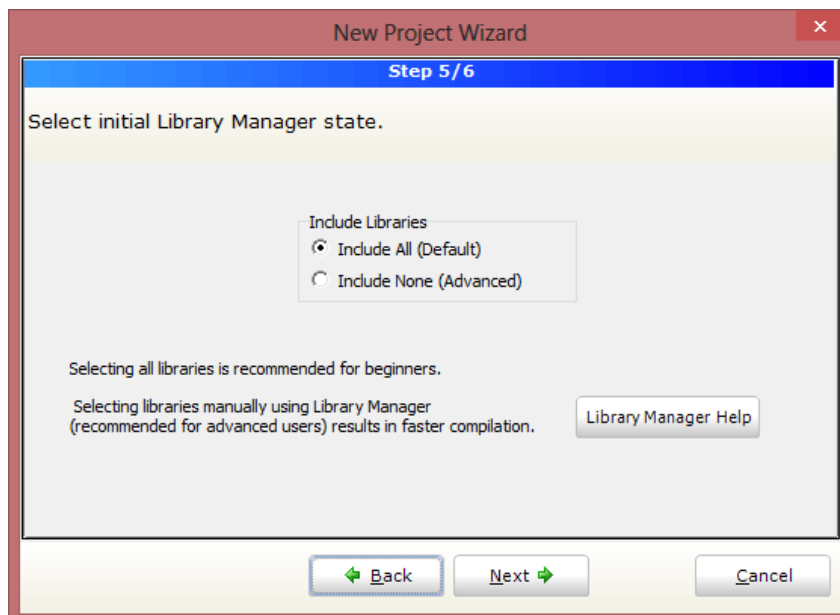 New Project Wizard
Step 5/6
Select initial Library Manager state.
Include Libraries
Include All (Default)
Include None (Advanced)
Selecting all libraries is recommended for beginners.
Selecting libraries manually using Library Manager
(recommended for advanced users) results in faster compilation.
Library Manager Help
Back
Next
Cancel